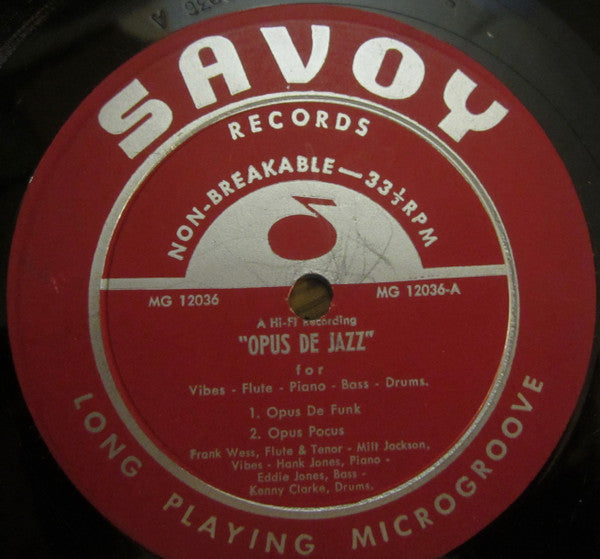 SAVOY
RECORDS
NON-BREAKABLE—33⅓RPM
MG 12036
MG 12036-A
A Hi-Fi Recording
"OPUS DE JAZZ"
for
Vibes - Flute - Piano - Bass - Drums.
1. Opus De Funk
2. Opus Pocus
Frank Wess, Flute & Tenor - Milt Jackson,
Vibes - Hank Jones, Piano -
Eddie Jones, Bass -
Kenny Clarke, Drums.
LONG PLAYING MICROGROOVE